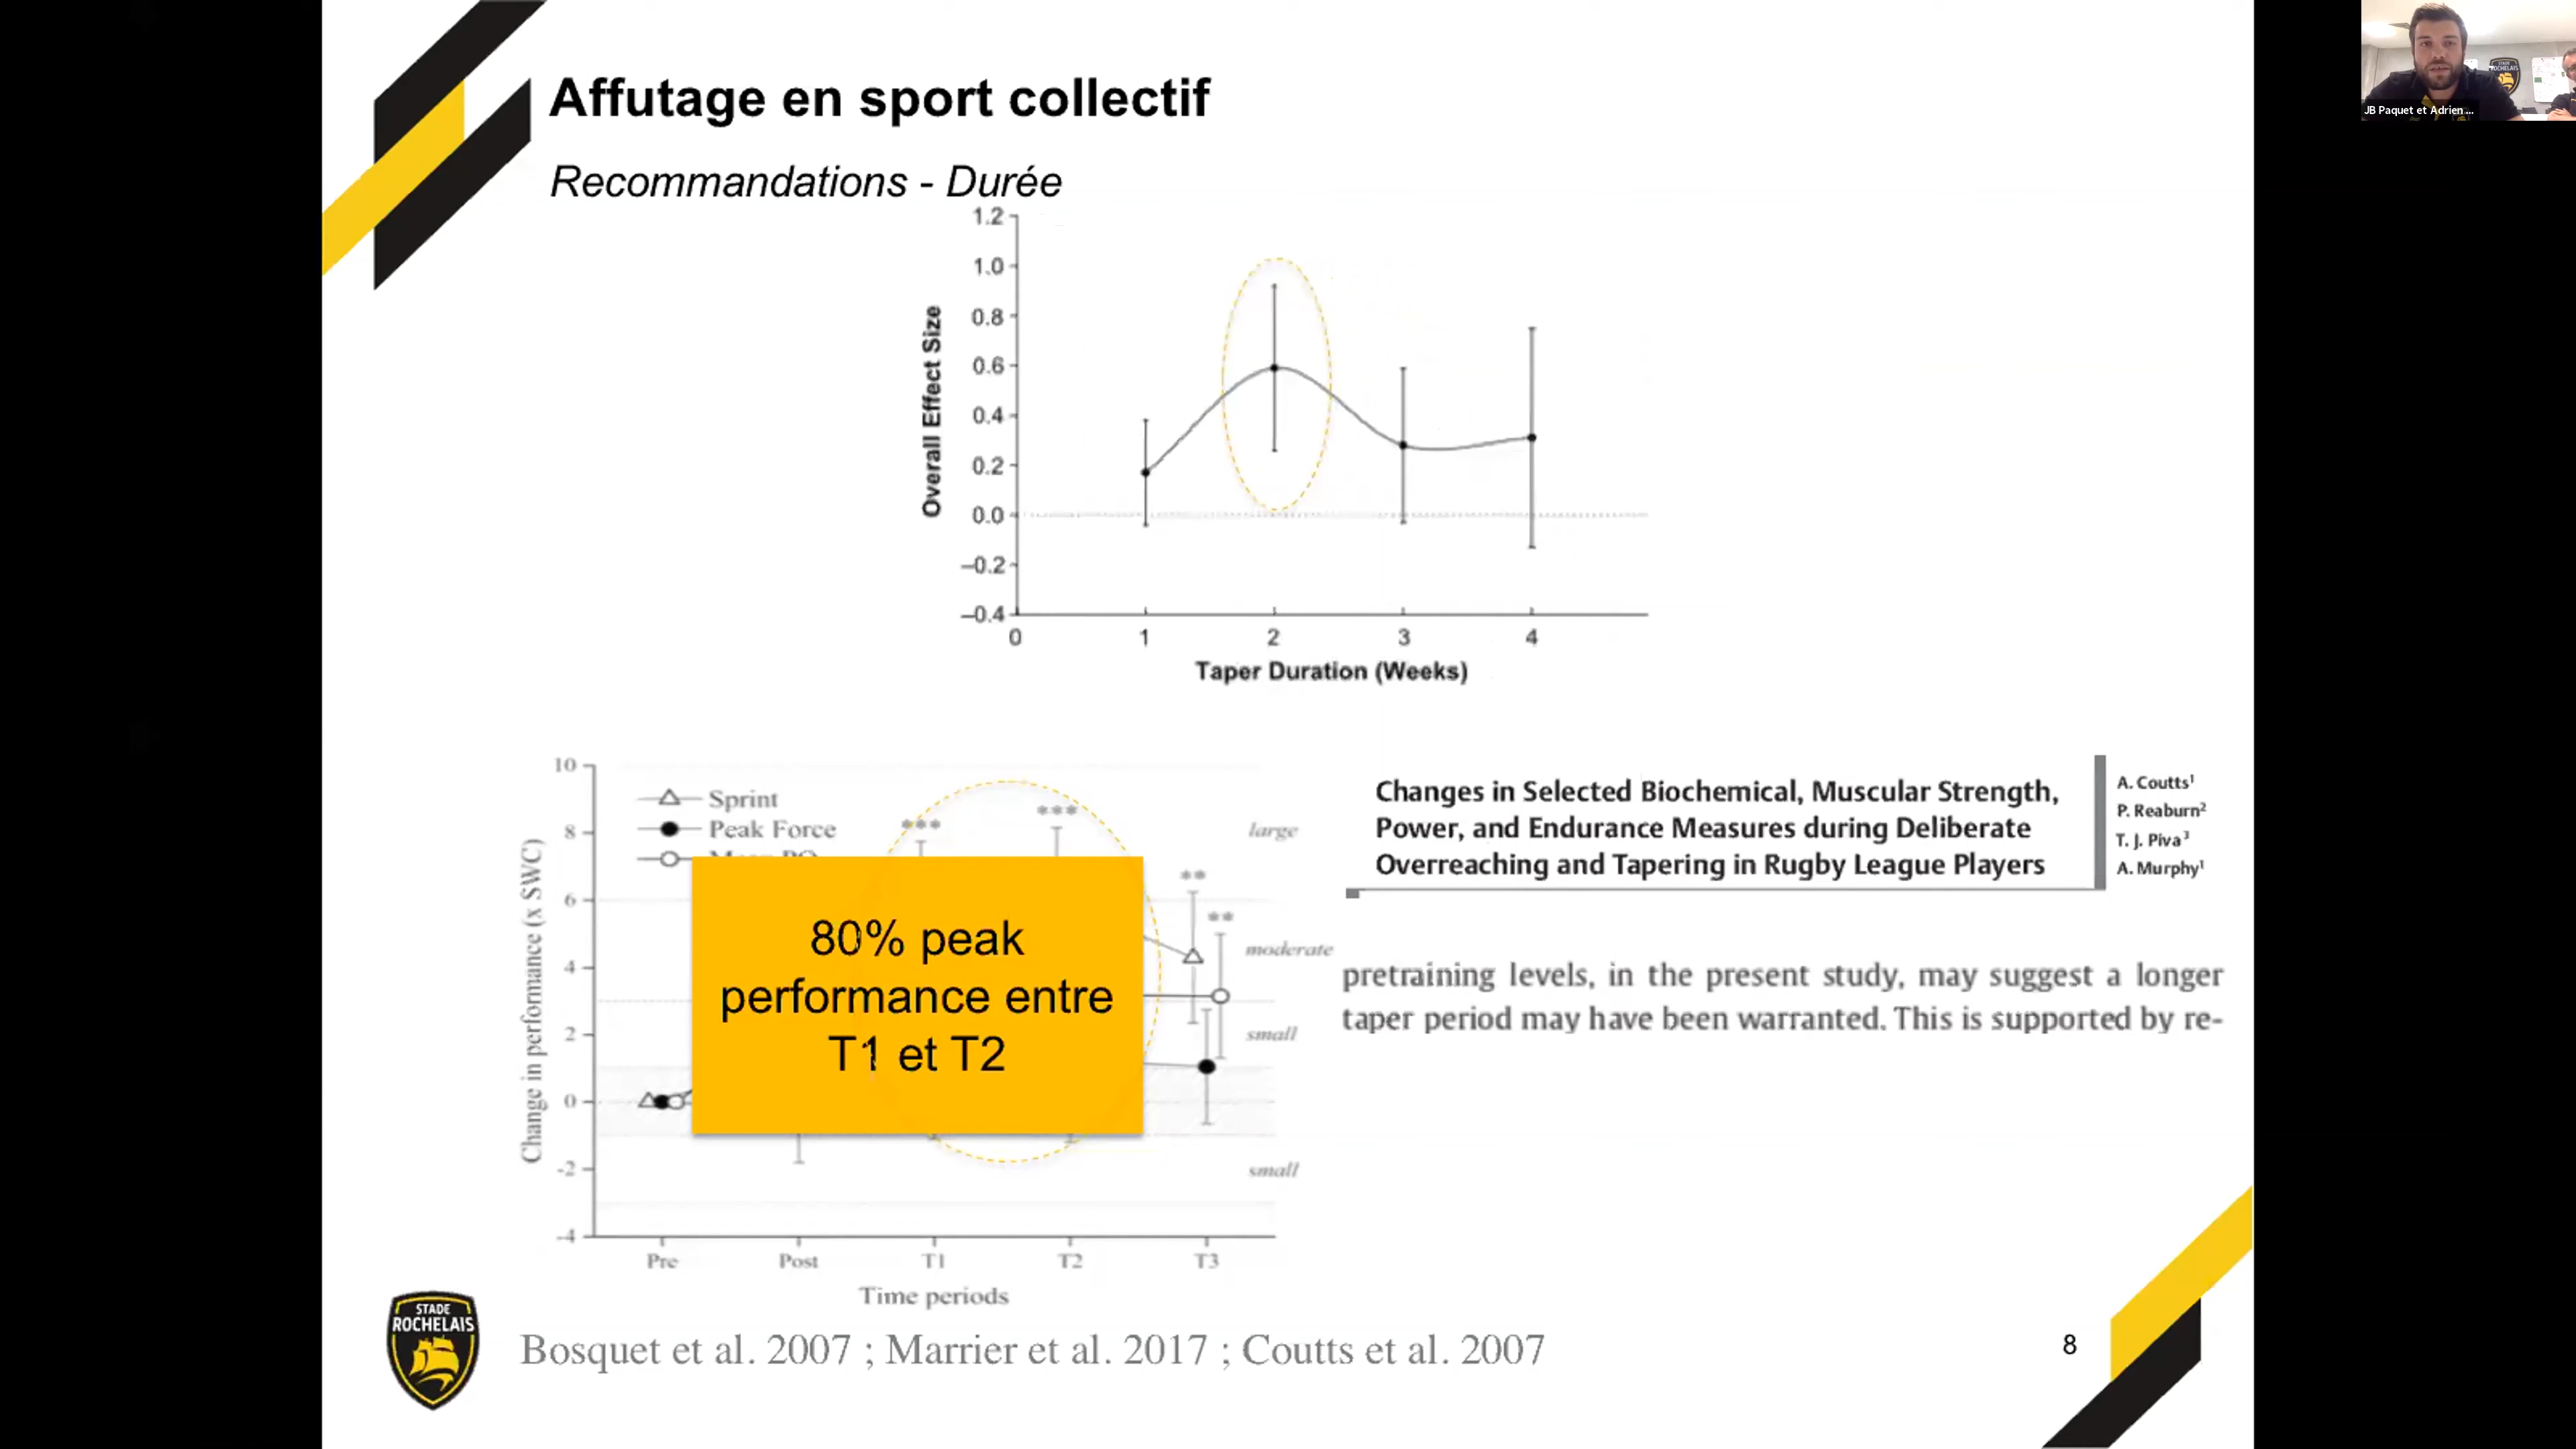 Affutage en sport collectif
Recommandations - Durée
1.2
1.0
0.8
0.6
0.4
0.2
0.0
–0.2
–0.4
0 1 2 3 4
Overall Effect Size
Taper Duration (Weeks)
10
8
6
4
2
0
-2
-4
Change in performance (x SWC)
Sprint
Peak Force
***
***
**
**
large
moderate
small
small
80% peak
performance entre
T1 et T2
Pre Post T1 T2 T3
Time periods
Changes in Selected Biochemical, Muscular Strength,
Power, and Endurance Measures during Deliberate
Overreaching and Tapering in Rugby League Players
A. Coutts¹
P. Reaburn²
T. J. Piva³
A. Murphy¹
pretraining levels, in the present study, may suggest a longer
taper period may have been warranted. This is supported by re-
STADE
ROCHELAIS
Bosquet et al. 2007 ; Marrier et al. 2017 ; Coutts et al. 2007
8
JB Paquet et Adrien ...